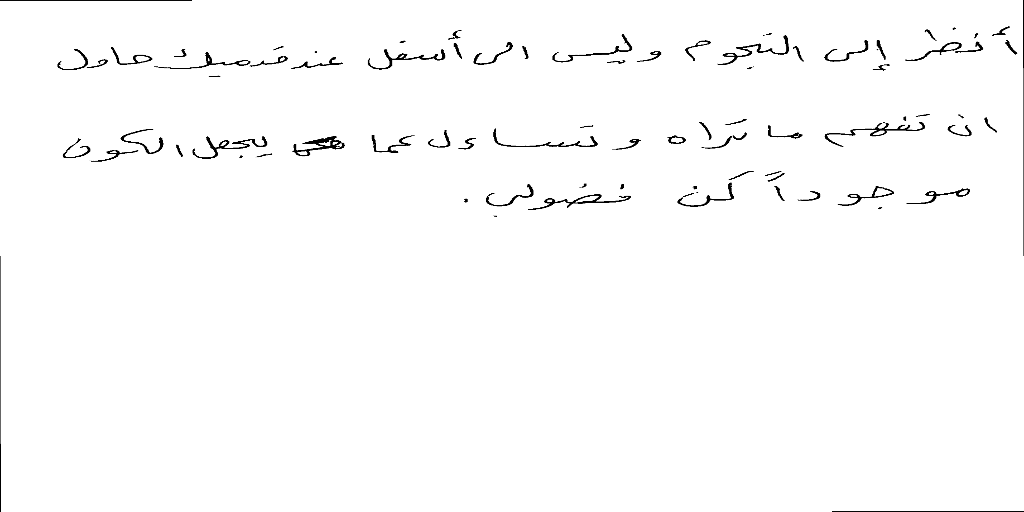 أنظر إلى النجوم وليس الى أسفل عند قدميك حاول
ان تفهم ما تراه وتتساءل عما يجعل الكون
موجوداً كن فضولي.